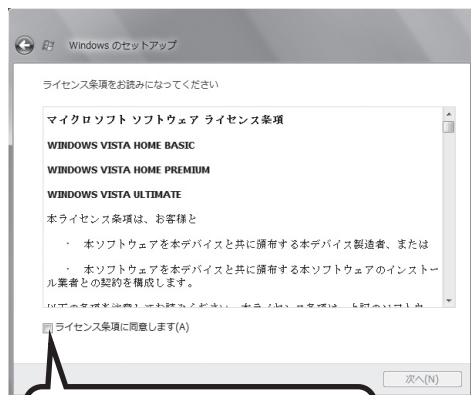 Windows のセットアップ
ライセンス条項をお読みになってください
マイクロソフト ソフトウェア ライセンス条項
WINDOWS VISTA HOME BASIC
WINDOWS VISTA HOME PREMIUM
WINDOWS VISTA ULTIMATE
本ライセンス条項は、お客様と
・ 本ソフトウェアを本デバイスと共に頒布する本デバイス製造者、または
・ 本ソフトウェアを本デバイスと共に頒布する本ソフトウェアのインストー
ル業者との契約を構成します。
ライセンス条項に同意します(A)
次へ(N)